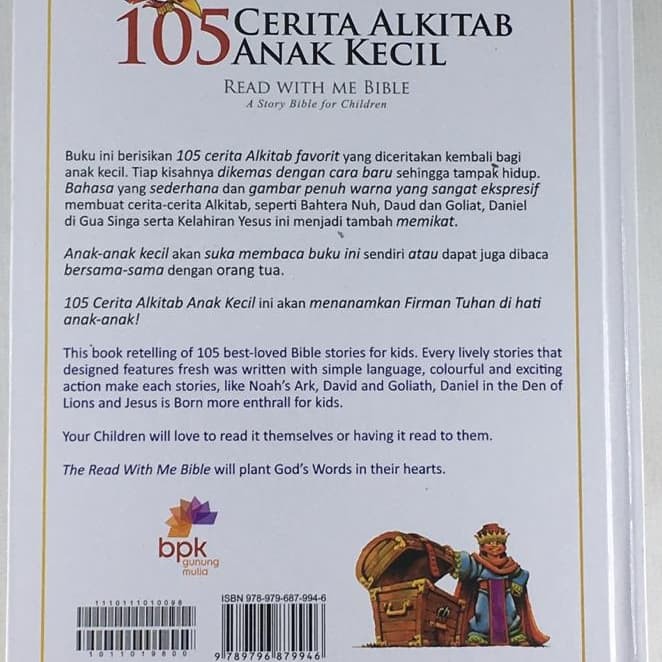 105 CERITA ALKITAB
ANAK KECIL
READ WITH ME BIBLE
A Story Bible for Children
Buku ini berisikan 105 cerita Alkitab favorit yang diceritakan kembali bagi
anak kecil. Tiap kisahnya dikemas dengan cara baru sehingga tampak hidup.
Bahasa yang sederhana dan gambar penuh warna yang sangat ekspresif
membuat cerita-cerita Alkitab, seperti Bahtera Nuh, Daud dan Goliat, Daniel
di Gua Singa serta Kelahiran Yesus ini menjadi tambah memikat.
Anak-anak kecil akan suka membaca buku ini sendiri atau dapat juga dibaca
bersama-sama dengan orang tua.
105 Cerita Alkitab Anak Kecil ini akan menanamkan Firman Tuhan di hati
anak-anak!
This book retelling of 105 best-loved Bible stories for kids. Every lively stories that
designed features fresh was written with simple language, colourful and exciting
action make each stories, like Noah's Ark, David and Goliath, Daniel in the Den of
Lions and Jesus is Born more enthrall for kids.
Your Children will love to read it themselves or having it read to them.
The Read With Me Bible will plant God's Words in their hearts.
bpk
gunung
mulia
1110111010098
1011019800
ISBN 978-979-687-994-6
9789796879946